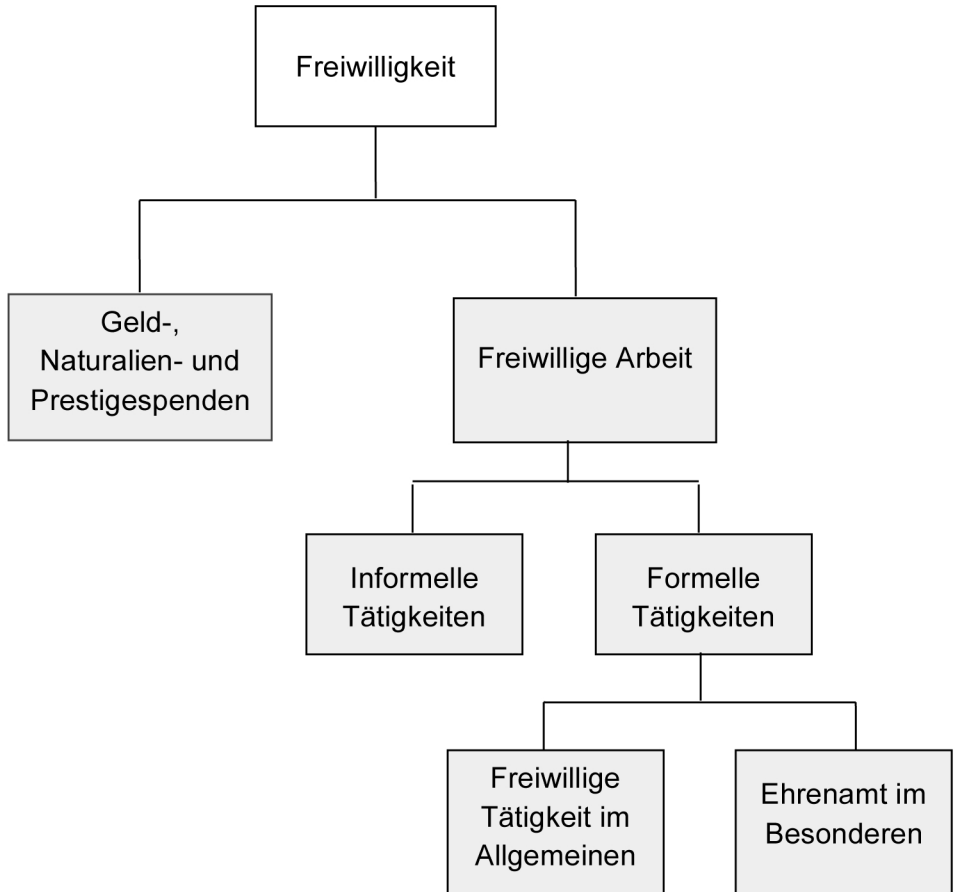 Freiwilligkeit
Geld-,
Naturalien- und
Prestigespenden
Freiwillige Arbeit
Informelle
Tätigkeiten
Formelle
Tätigkeiten
Freiwillige
Tätigkeit im
Allgemeinen
Ehrenamt im
Besonderen